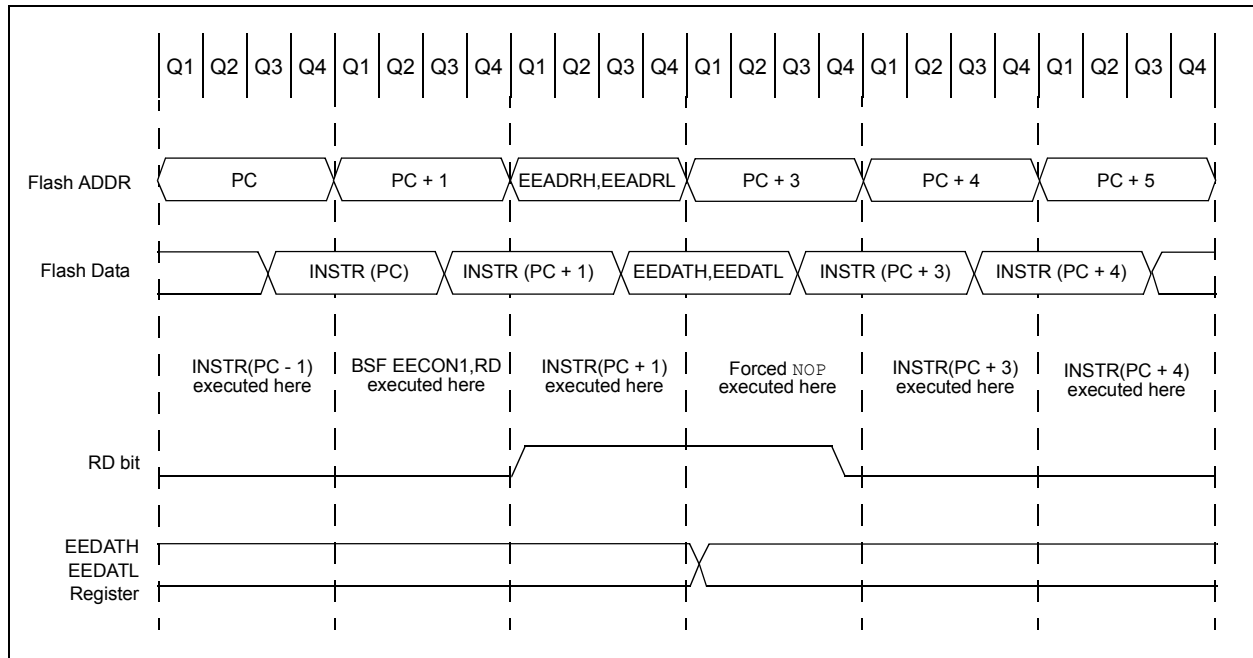 Q1 Q2 Q3 Q4 Q1 Q2 Q3 Q4 Q1 Q2 Q3 Q4 Q1 Q2 Q3 Q4 Q1 Q2 Q3 Q4 Q1 Q2 Q3 Q4
Flash ADDR PC PC + 1 EEADRH,EEADRL PC + 3 PC + 4 PC + 5
Flash Data INSTR (PC) INSTR (PC + 1) EEDATH,EEDATL INSTR (PC + 3) INSTR (PC + 4)
INSTR(PC - 1) BSF EECON1,RD INSTR(PC + 1) Forced NOP INSTR(PC + 3) INSTR(PC + 4)
executed here executed here executed here executed here executed here executed here
RD bit
EEDATH
EEDATL
Register